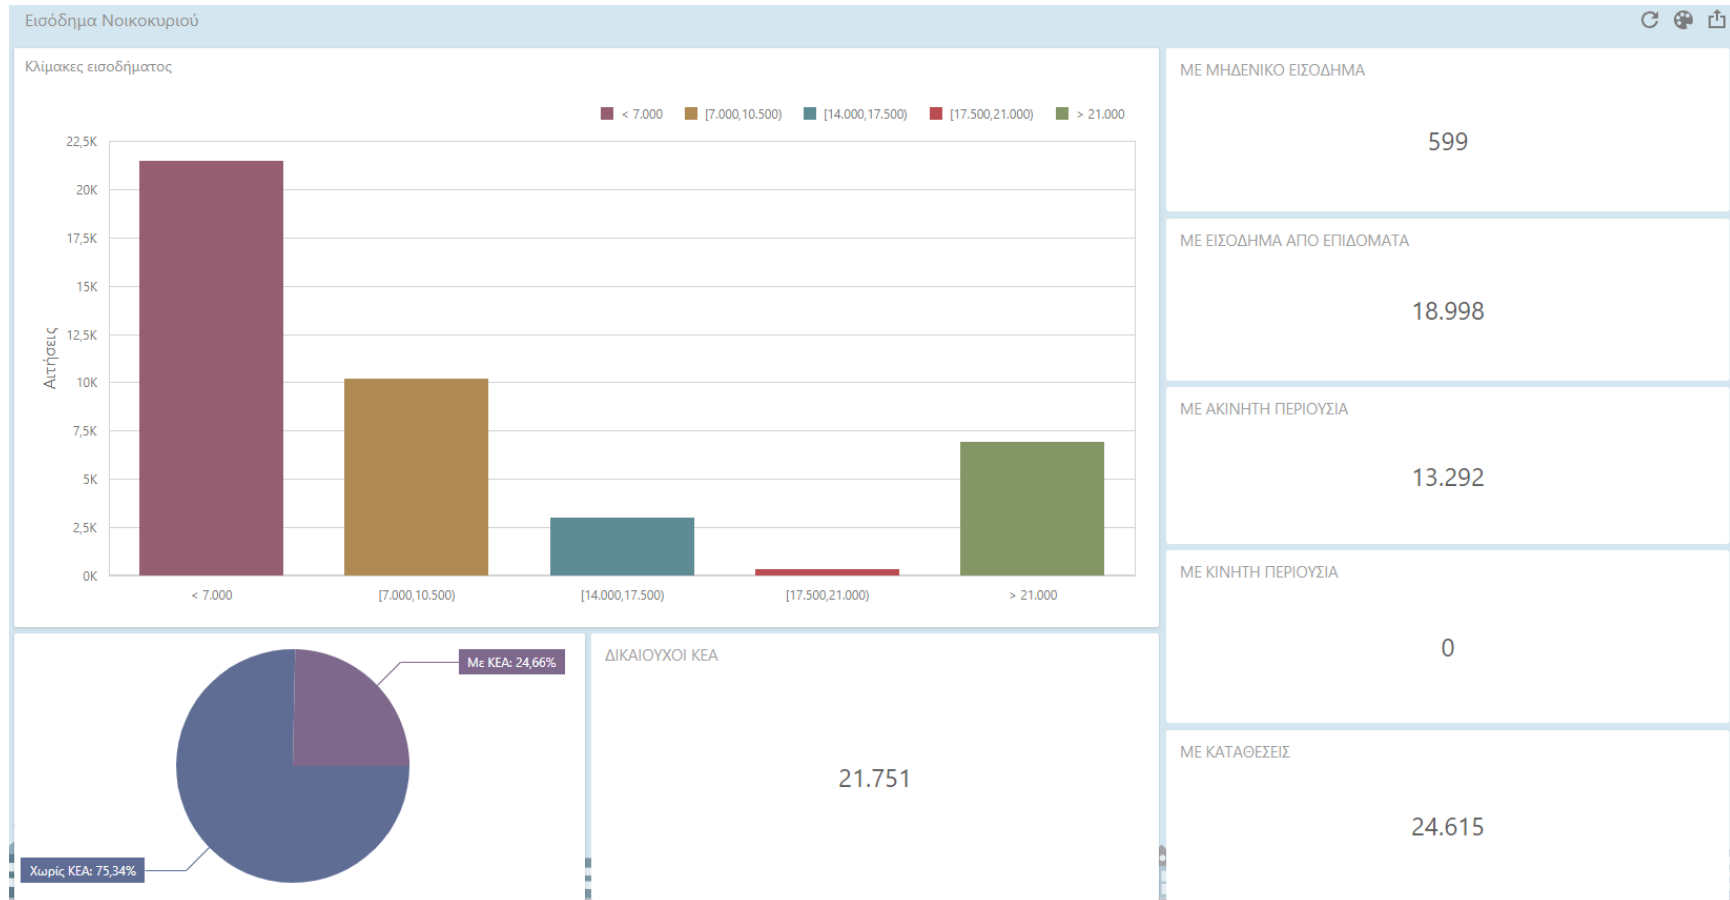 Εισόδημα Νοικοκυριού
Κλίμακες εισοδήματος
< 7.000
[7.000,10.500)
[14.000,17.500)
[17.500,21.000)
> 21.000
22,5K
20K
17,5K
15K
12,5K
10K
7,5K
5K
2,5K
0K
Αιτήσεις
< 7.000
[7.000,10.500)
[14.000,17.500)
[17.500,21.000)
> 21.000
ΜΕ ΜΗΔΕΝΙΚΟ ΕΙΣΟΔΗΜΑ
599
ΜΕ ΕΙΣΟΔΗΜΑ ΑΠΟ ΕΠΙΔΟΜΑΤΑ
18.998
ΜΕ ΑΚΙΝΗΤΗ ΠΕΡΙΟΥΣΙΑ
13.292
ΜΕ ΚΙΝΗΤΗ ΠΕΡΙΟΥΣΙΑ
0
ΜΕ ΚΑΤΑΘΕΣΕΙΣ
24.615
Με ΚΕΑ: 24,66%
Χωρίς ΚΕΑ: 75,34%
ΔΙΚΑΙΟΥΧΟΙ ΚΕΑ
21.751